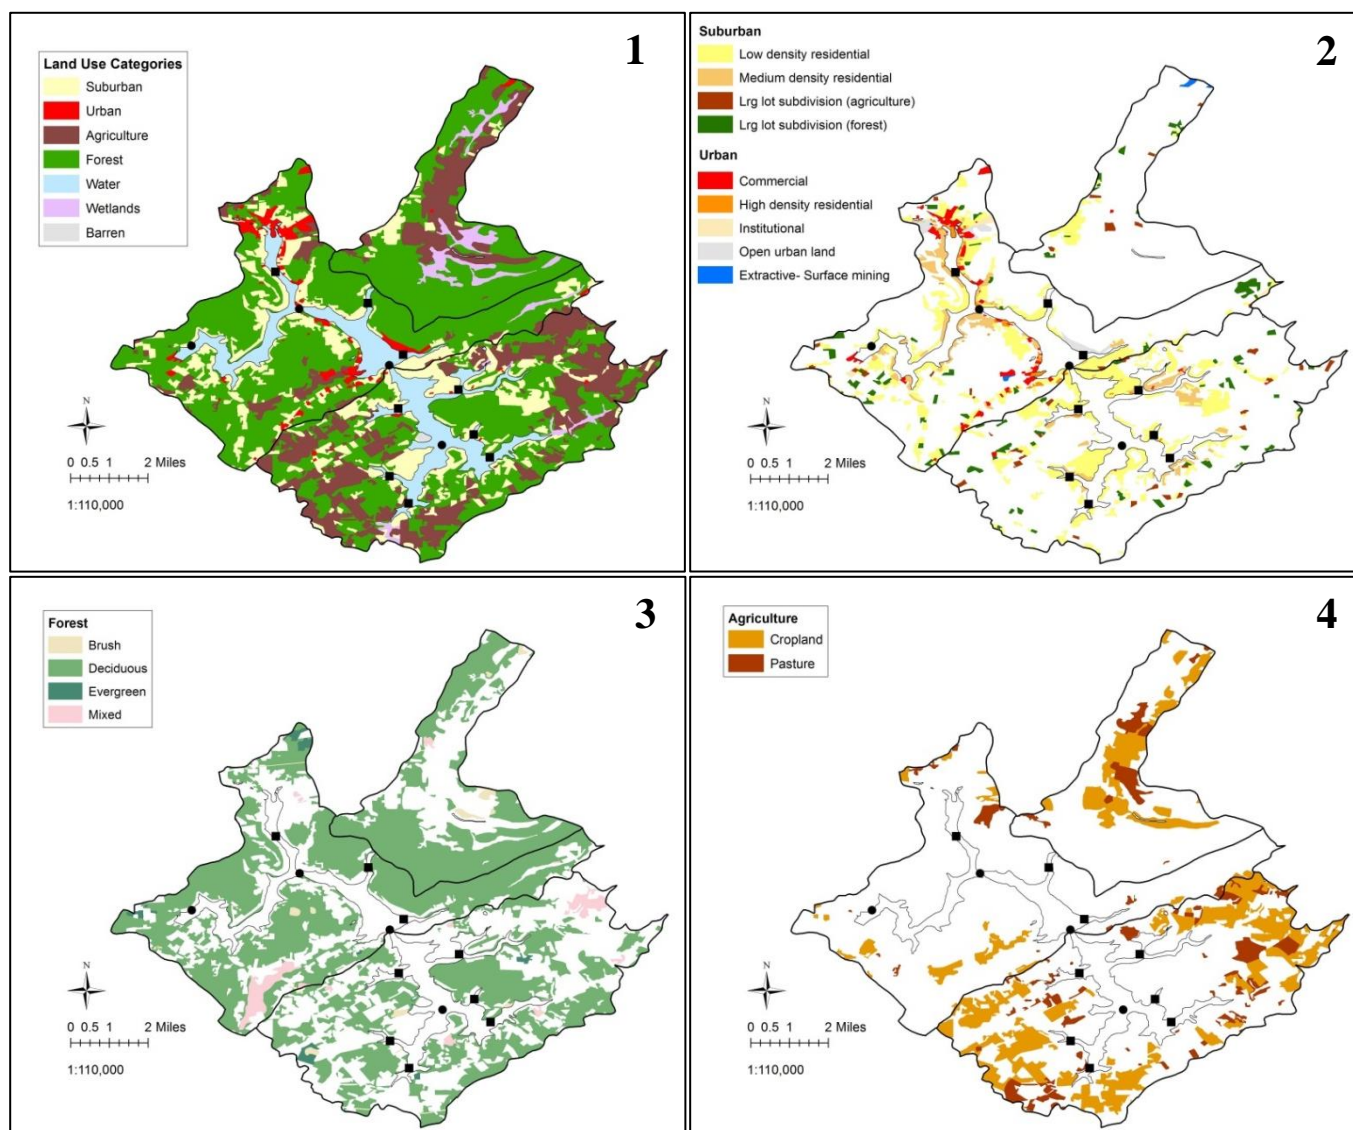 1
Land Use Categories
Suburban
Urban
Agriculture
Forest
Water
Wetlands
Barren
N
0 0.5 1 2 Miles
1:110,000
2
Suburban
Low density residential
Medium density residential
Lrg lot subdivision (agriculture)
Lrg lot subdivision (forest)
Urban
Commercial
High density residential
Institutional
Open urban land
Extractive- Surface mining
N
0 0.5 1 2 Miles
1:110,000
3
Forest
Brush
Deciduous
Evergreen
Mixed
N
0 0.5 1 2 Miles
1:110,000
4
Agriculture
Cropland
Pasture
N
0 0.5 1 2 Miles
1:110,000